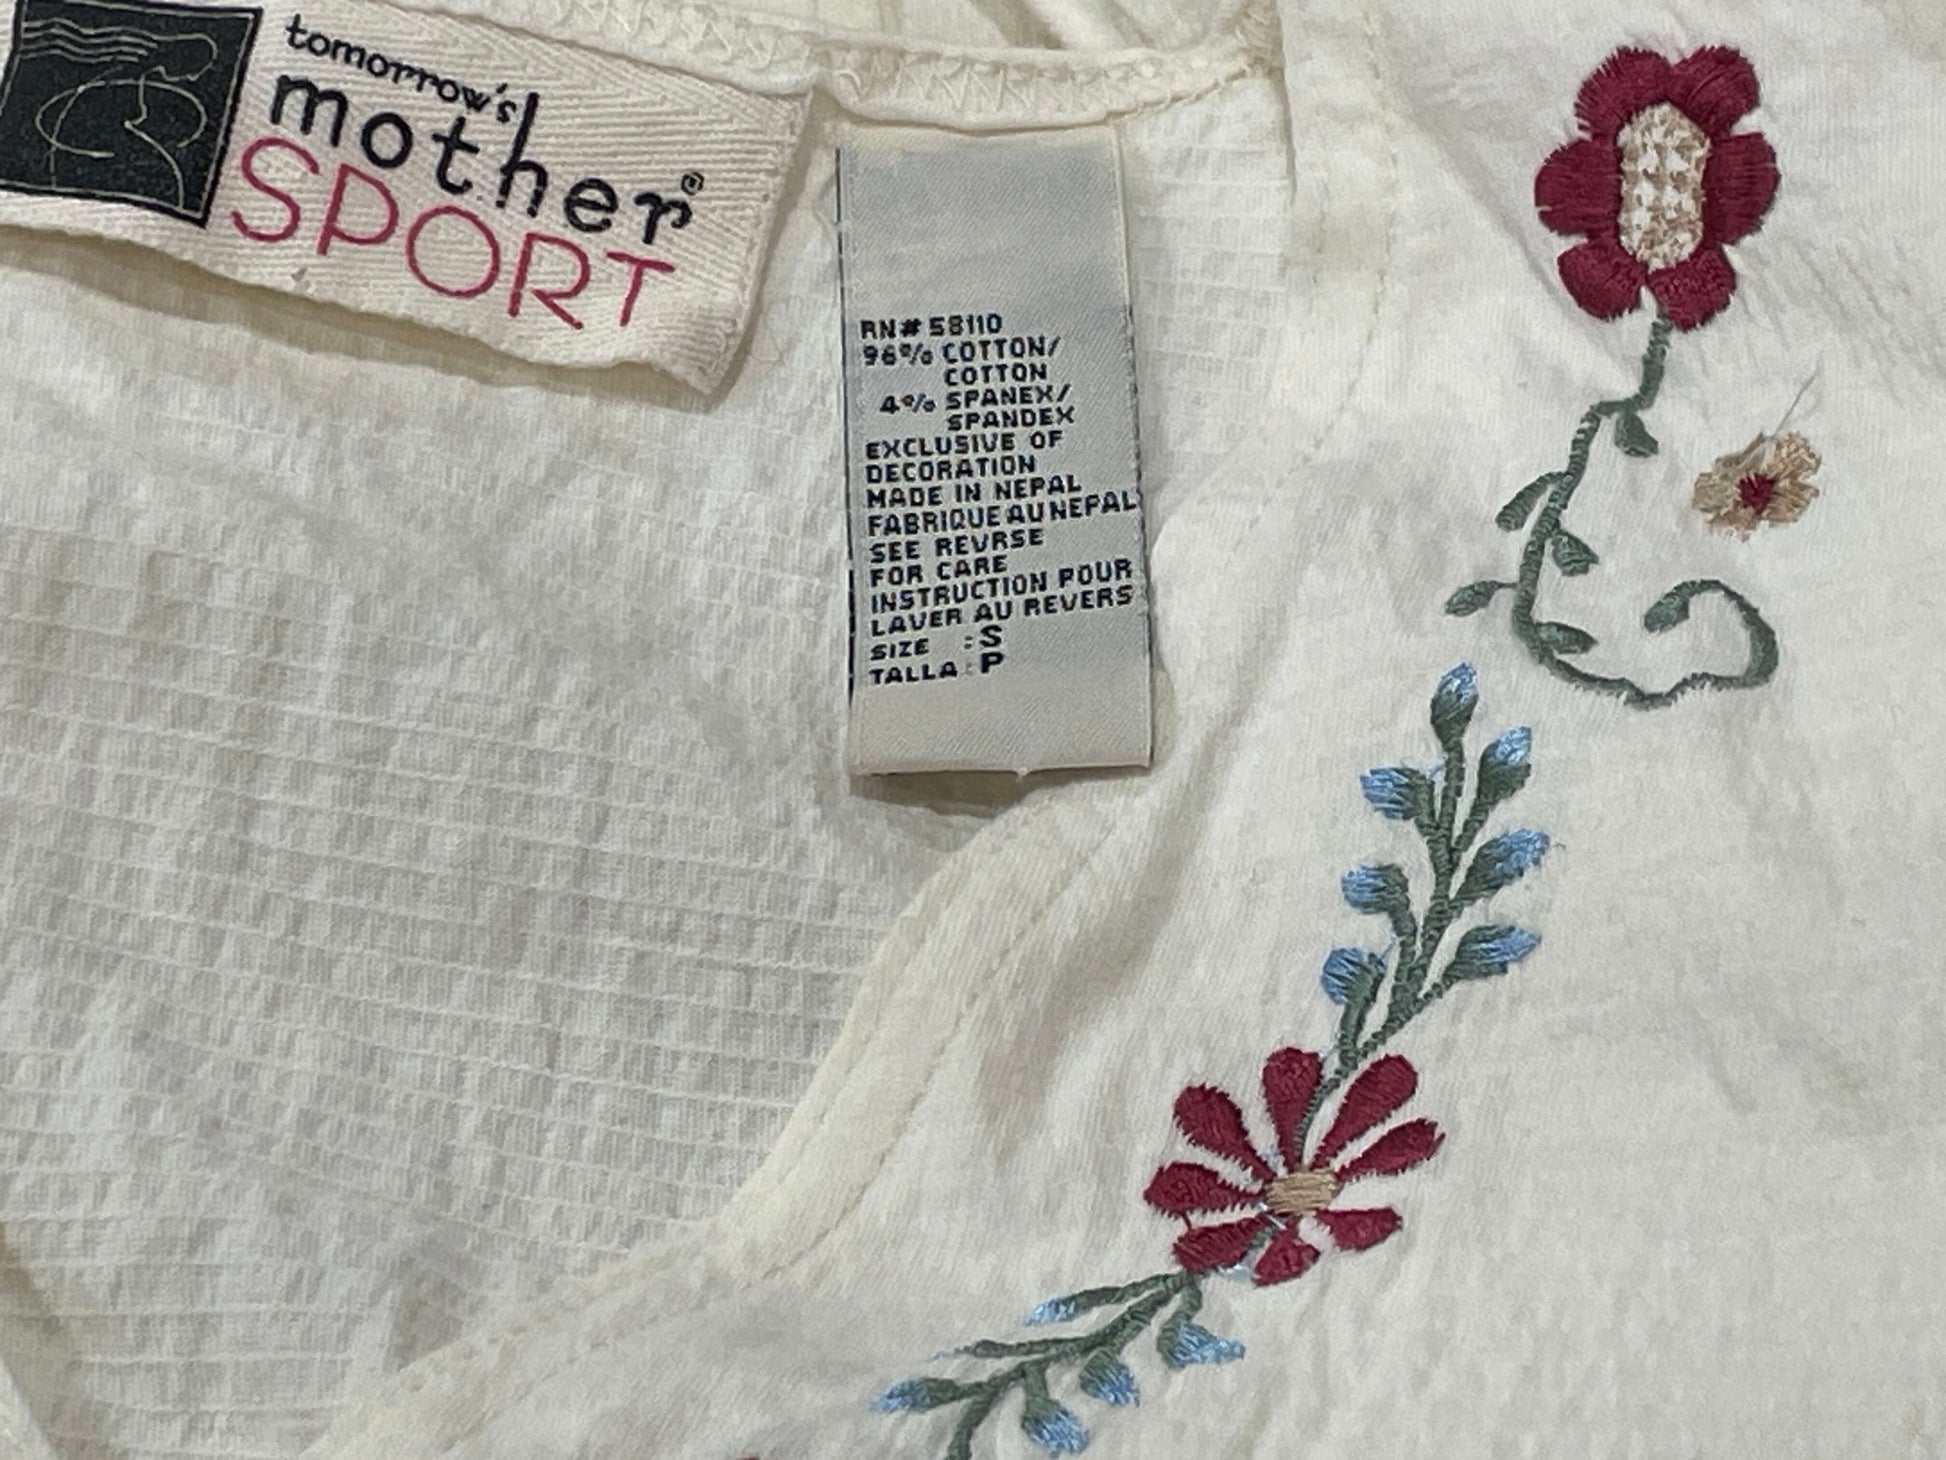 tomorrow's
mother®
SPORT
RN# 58110
96% COTTON/
COTTON
4% SPANEX/
SPANDEX
EXCLUSIVE OF
DECORATION
MADE IN NEPAL
FABRIQUE AU NEPAL
SEE REVRSE
FOR CARE
INSTRUCTION POUR
LAVER AU REVERS
SIZE : S
TALLA : P